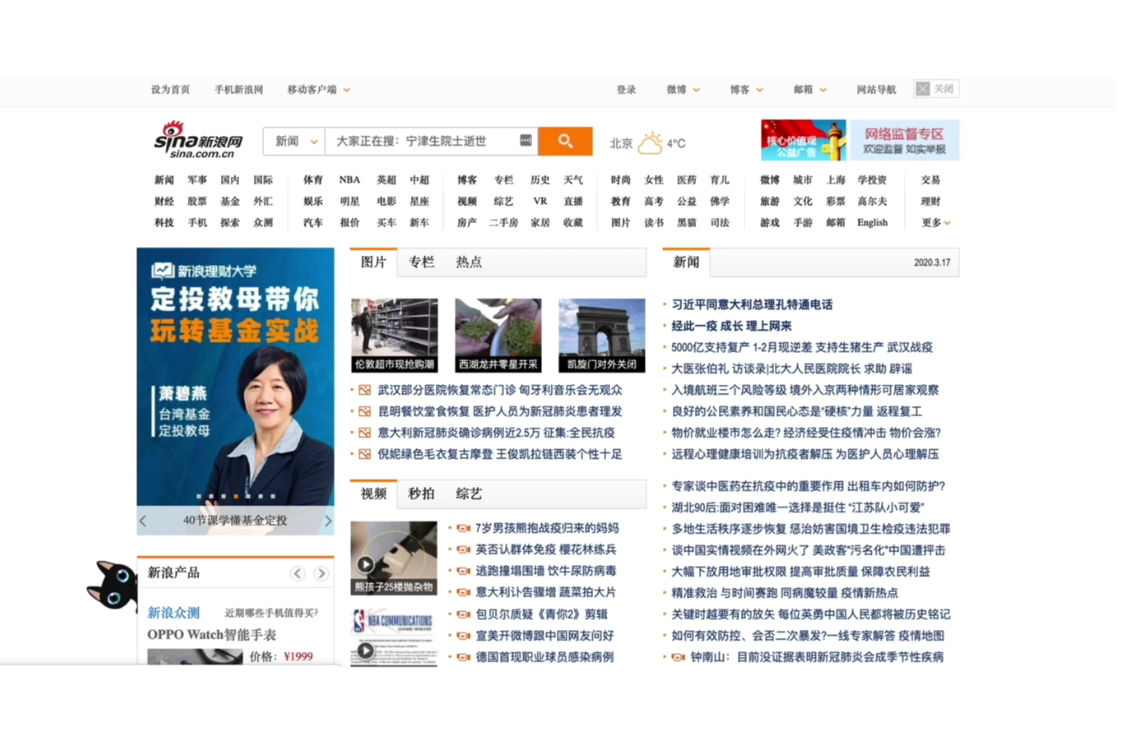 设为首页 手机新浪网 移动客户端
登录 微博 博客 邮箱 网站导航 关闭
sina新浪网
sina.com.cn
新闻 大家正在搜：宁津生院士逝世
北京 4°C
核心价值观
公益广告
网络监督专区
欢迎监督 如实举报
新闻 军事 国内 国际 体育 NBA 英超 中超 博客 专栏 历史 天气 时尚 女性 医药 育儿 微博 城市 上海 学投资 交易
财经 股票 基金 外汇 娱乐 明星 电影 星座 视频 综艺 VR 直播 教育 高考 公益 佛学 旅游 文化 彩票 高尔夫 理财
科技 手机 探索 众测 汽车 报价 买车 新车 房产 二手房 家居 收藏 图片 读书 黑猫 司法 游戏 手游 邮箱 English 更多
新浪理财大学
定投教母带你
玩转基金实战
萧碧燕
台湾基金
定投教母
40节课学懂基金定投
新浪产品
新浪众测 近期哪些手机值得买?
OPPO Watch智能手表
价格：¥1999
图片 专栏 热点
伦敦超市现抢购潮
西湖龙井零星开采
凯旋门对外关闭
武汉部分医院恢复常态门诊 匈牙利音乐会无观众
昆明餐饮堂食恢复 医护人员为新冠肺炎患者理发
意大利新冠肺炎确诊病例近2.5万 征集:全民抗疫
倪妮绿色毛衣复古摩登 王俊凯拉链西装个性十足
视频 秒拍 综艺
熊孩子25楼抛杂物
NBA COMMUNICATIONS
7岁男孩熊抱战疫归来的妈妈
英否认群体免疫 樱花林练兵
逃跑撞塌围墙 饮牛尿防病毒
意大利讣告骤增 蔬菜拍大片
包贝尔质疑《青你2》剪辑
宣美开微博跟中国网友问好
德国首现职业球员感染病例
新闻 2020.3.17
习近平同意大利总理孔特通电话
经此一疫 成长 理上网来
5000亿支持复产 1-2月现逆差 支持生猪生产 武汉战疫
大医张伯礼 访谈录|北大人民医院院长 求助 辟谣
入境航班三个风险等级 境外入京两种情形可居家观察
良好的公民素养和国民心态是“硬核”力量 返程复工
物价就业楼市怎么走? 经济经受住疫情冲击 物价会涨?
远程心理健康培训为抗疫者解压 为医护人员心理解压
专家谈中医药在抗疫中的重要作用 出租车内如何防护?
湖北90后:面对困难唯一选择是挺住 “江苏队小可爱”
多地生活秩序逐步恢复 惩治妨害国境卫生检疫违法犯罪
谈中国实情视频在外网火了 美政客“污名化”中国遭抨击
大幅下放用地审批权限 提高审批质量 保障农民利益
精准救治 与时间赛跑 同病魔较量 疫情新热点
关键时越要有的放矢 每位英勇中国人民都将被历史铭记
如何有效防控、会否二次暴发?一线专家解答 疫情地图
钟南山：目前没证据表明新冠肺炎会成季节性疾病